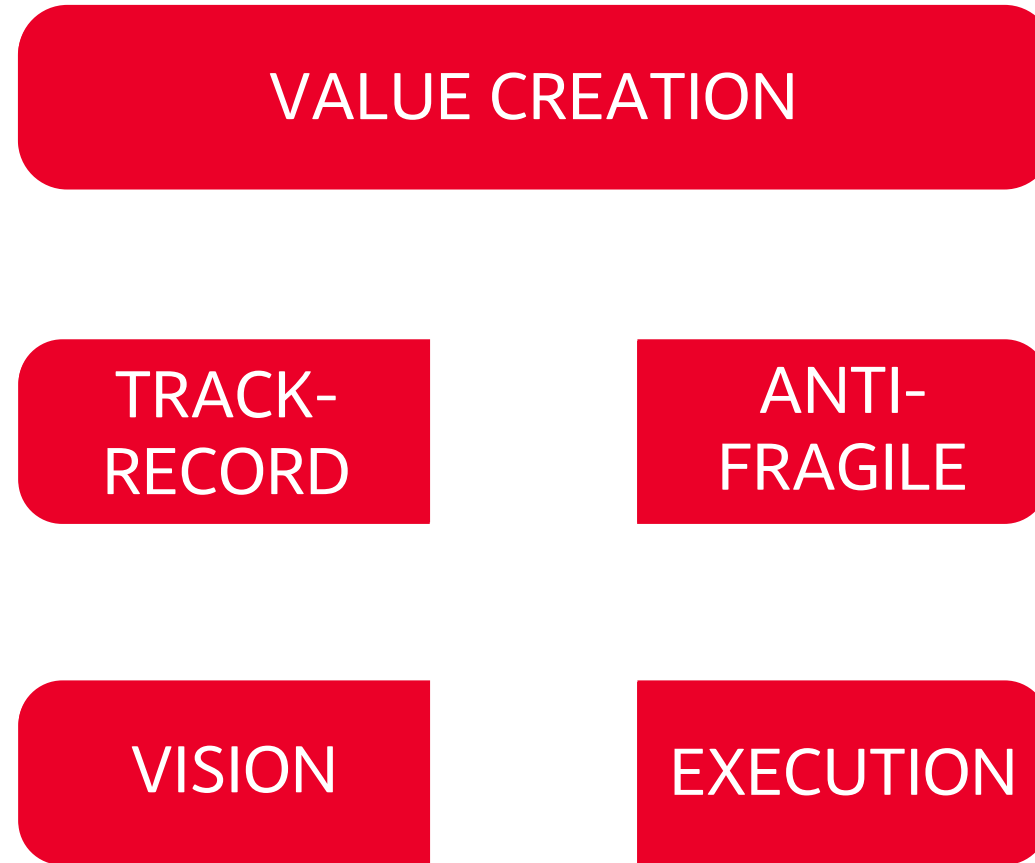 VALUE CREATION
TRACK-
RECORD
ANTI-
FRAGILE
VISION
EXECUTION